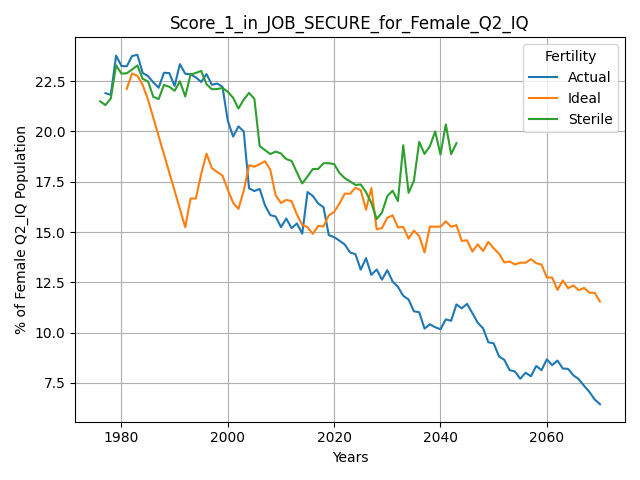 Score_1_in_JOB_SECURE_for_Female_Q2_IQ
Fertility
Actual
Ideal
Sterile
% of Female Q2_IQ Population
22.5
20.0
17.5
15.0
12.5
10.0
7.5
1980
2000
2020
2040
2060
Years